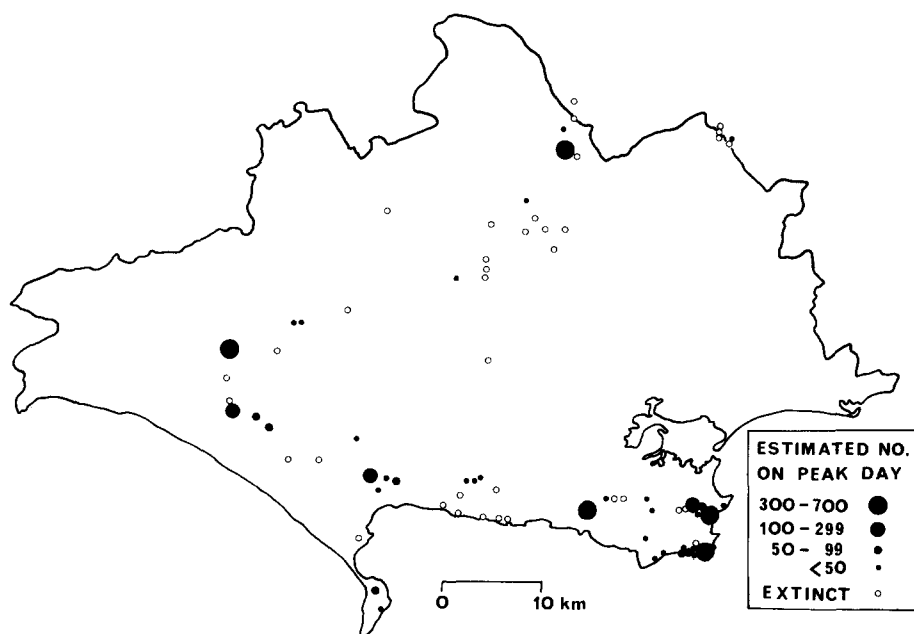 ESTIMATED NO.
ON PEAK DAY
300-700
100-299
50- 99
<50
EXTINCT
0 10 km